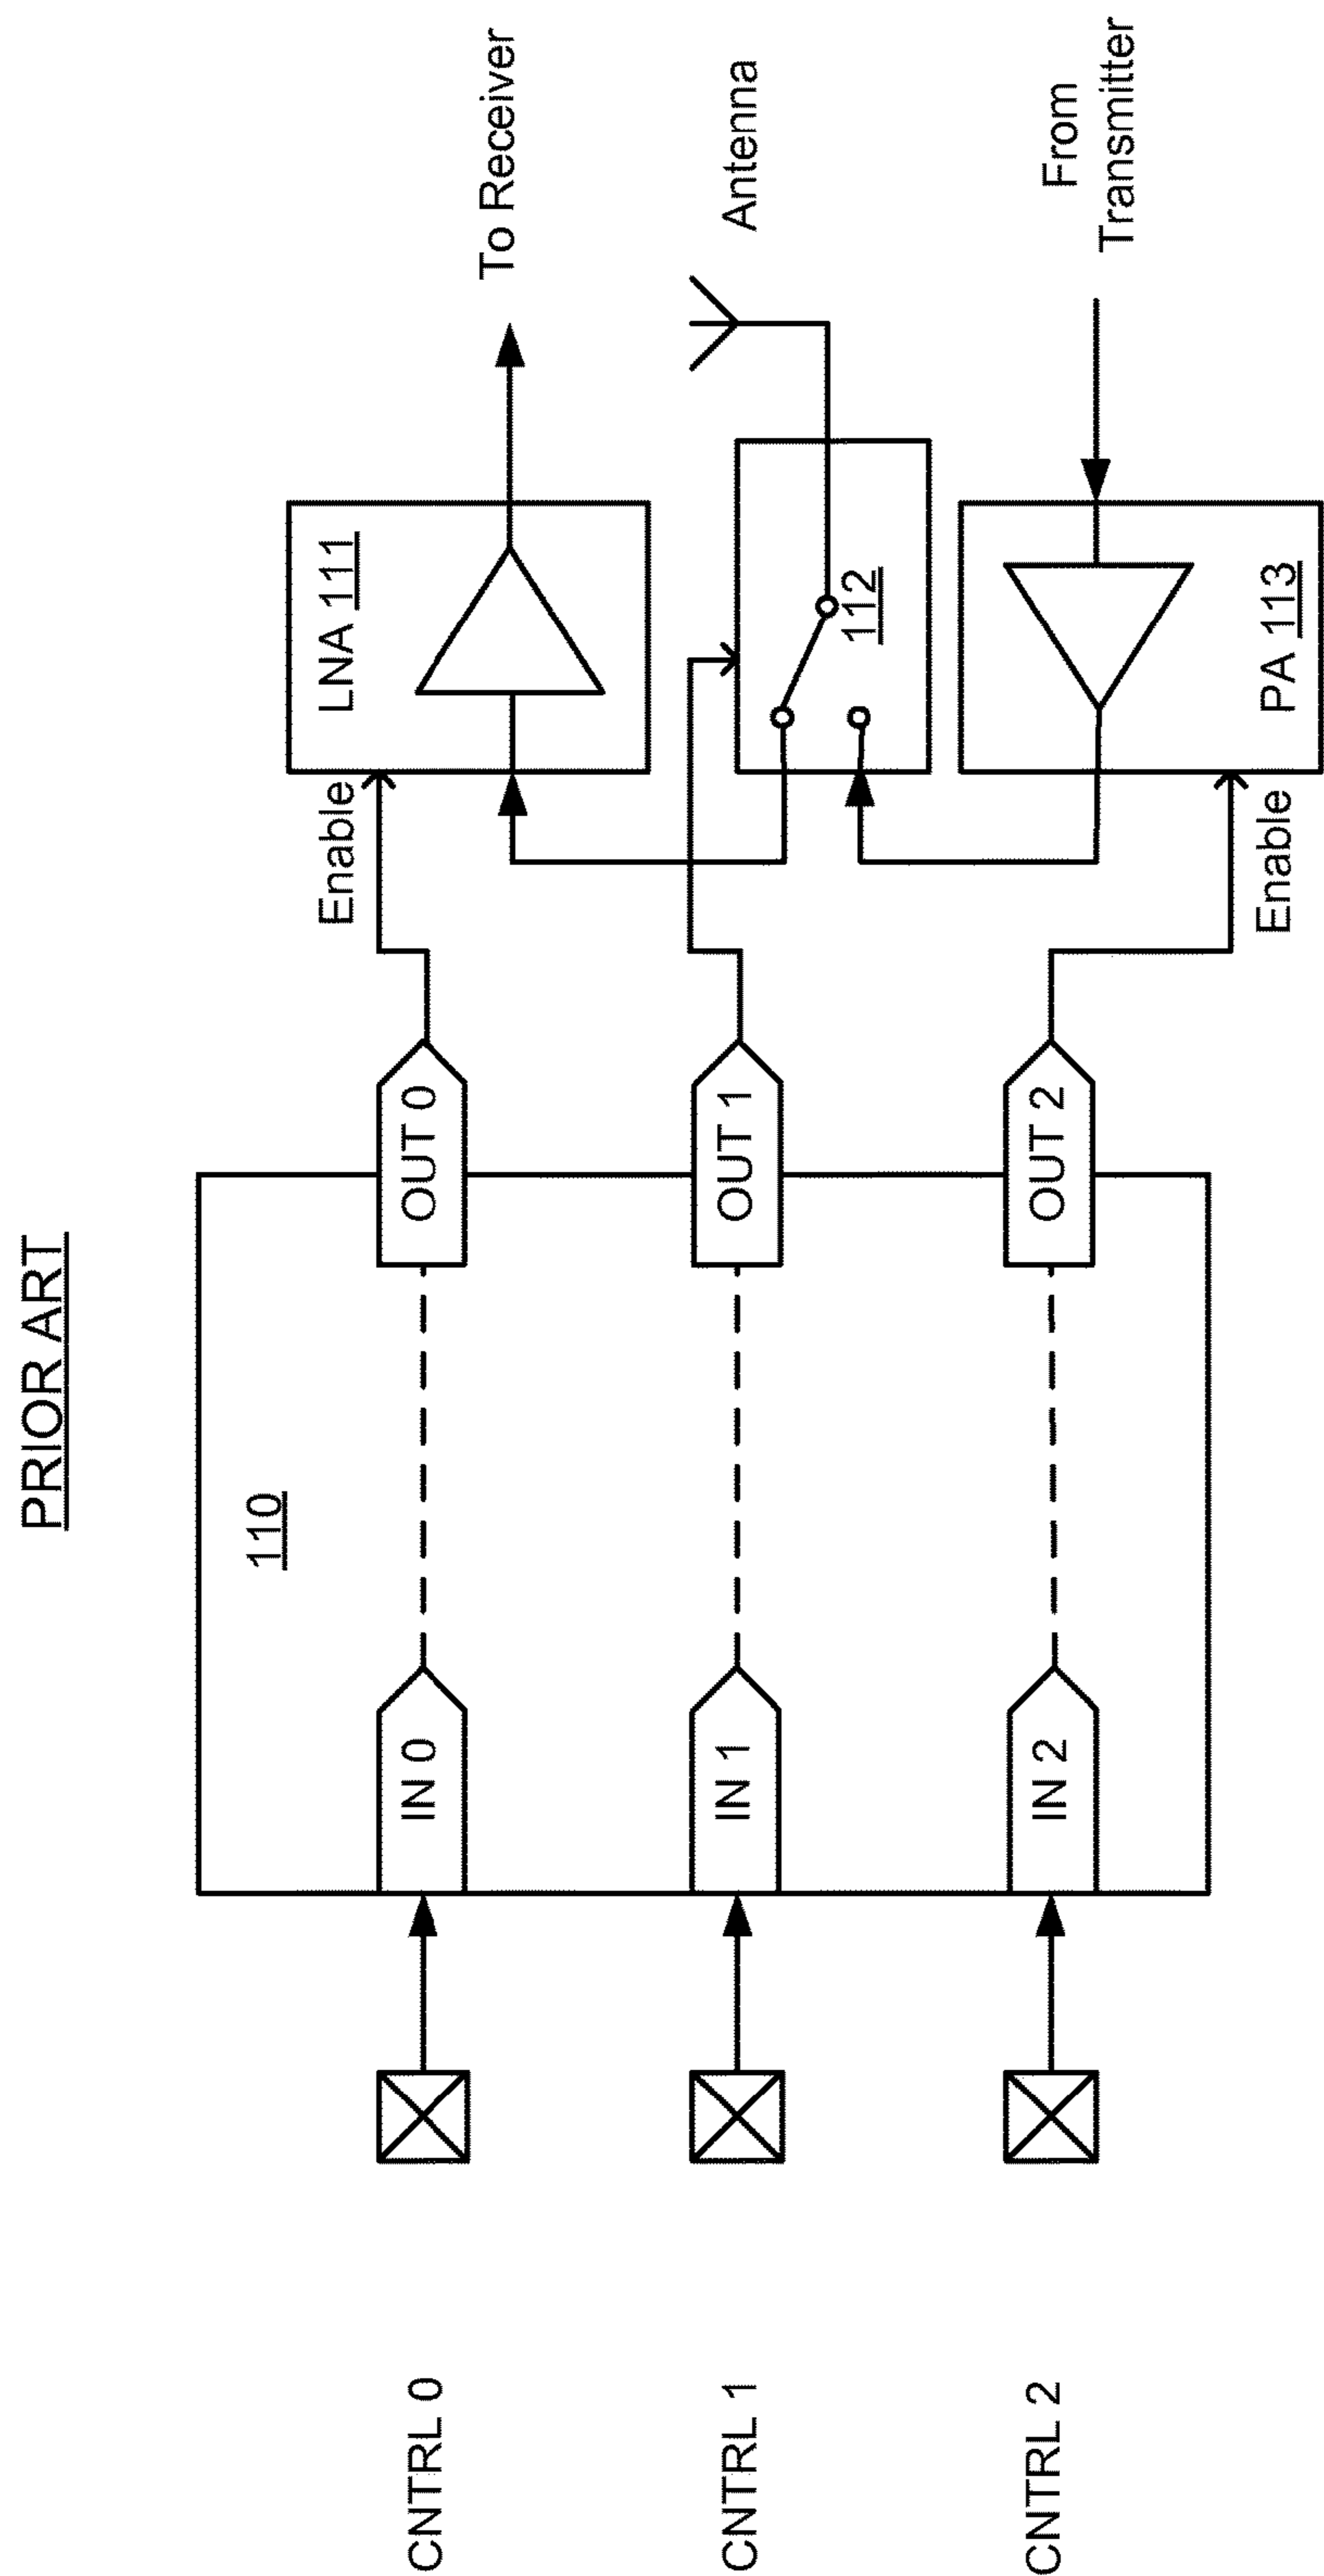 PRIOR ART
110
CNTRL 0
IN 0
OUT 0
Enable
LNA 111
To Receiver
CNTRL 1
IN 1
OUT 1
112
Antenna
CNTRL 2
IN 2
OUT 2
Enable
PA 113
From
Transmitter